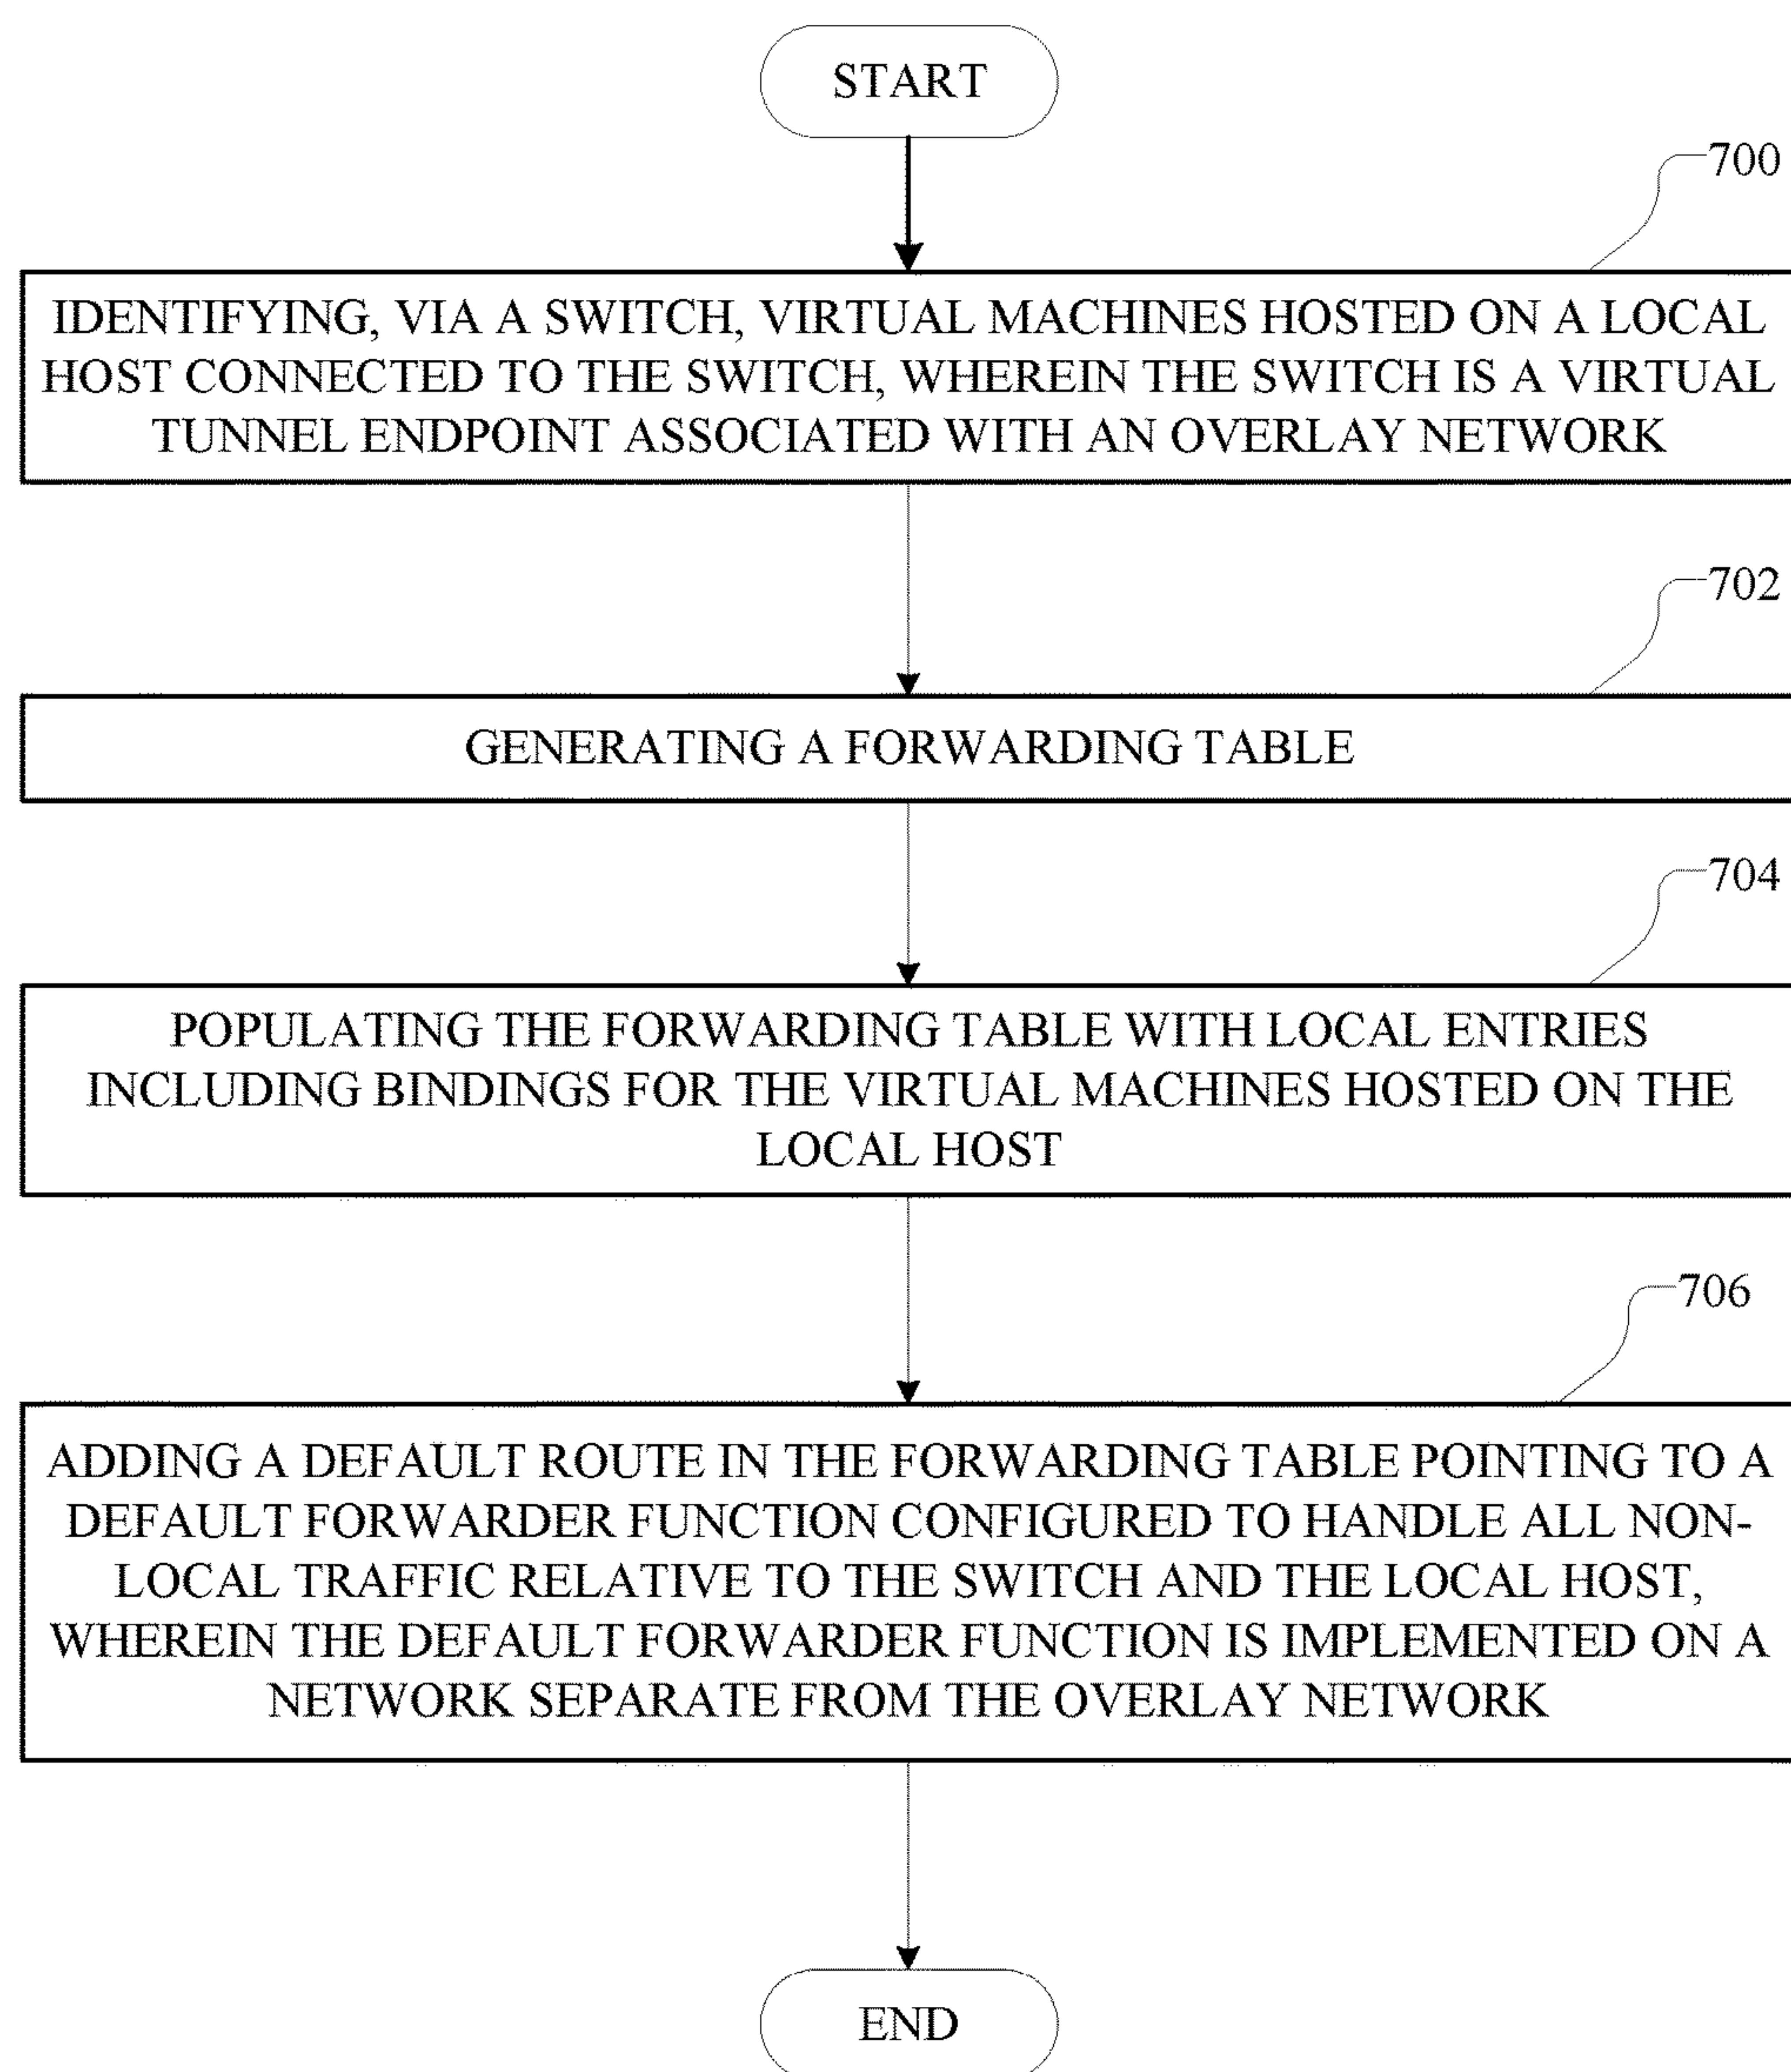 START
700
IDENTIFYING, VIA A SWITCH, VIRTUAL MACHINES HOSTED ON A LOCAL
HOST CONNECTED TO THE SWITCH, WHEREIN THE SWITCH IS A VIRTUAL
TUNNEL ENDPOINT ASSOCIATED WITH AN OVERLAY NETWORK
702
GENERATING A FORWARDING TABLE
704
POPULATING THE FORWARDING TABLE WITH LOCAL ENTRIES
INCLUDING BINDINGS FOR THE VIRTUAL MACHINES HOSTED ON THE
LOCAL HOST
706
ADDING A DEFAULT ROUTE IN THE FORWARDING TABLE POINTING TO A
DEFAULT FORWARDER FUNCTION CONFIGURED TO HANDLE ALL NON-
LOCAL TRAFFIC RELATIVE TO THE SWITCH AND THE LOCAL HOST,
WHEREIN THE DEFAULT FORWARDER FUNCTION IS IMPLEMENTED ON A
NETWORK SEPARATE FROM THE OVERLAY NETWORK
END